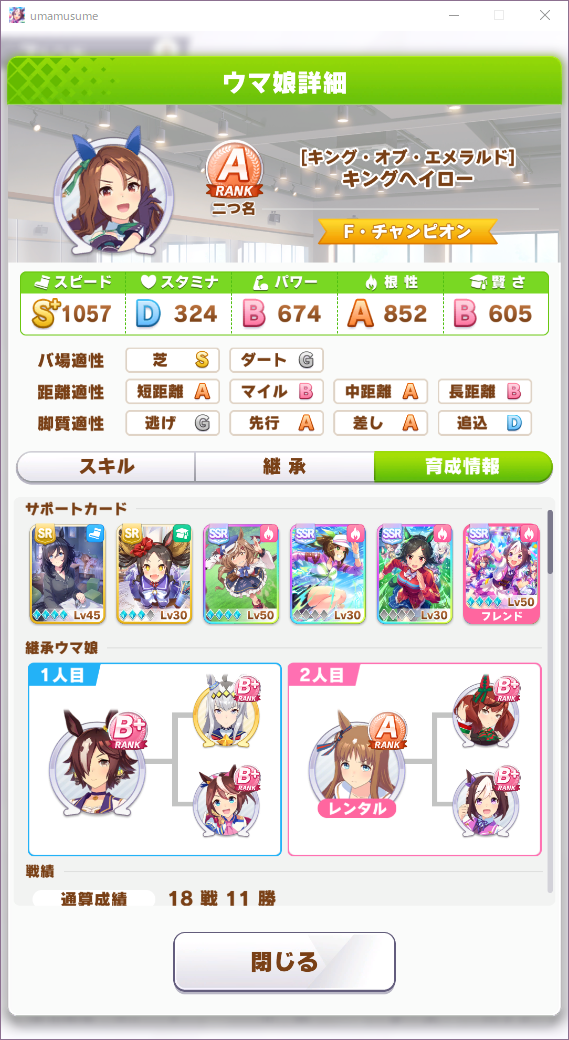 umamusume
ウマ娘詳細
A
RANK
二つ名
[キング・オブ・エメラルド]
キングヘイロー
F・チャンピオン
スピード スタミナ パワー 根性 賢さ
S+ 1057 D 324 B 674 A 852 B 605
バ場適性 芝 S ダート G
距離適性 短距離 A マイル B 中距離 A 長距離 B
脚質適性 逃げ G 先行 A 差し A 追込 D
スキル 継承 育成情報
サポートカード
SR SR SSR SSR SSR SSR
Lv45 Lv30 Lv50 Lv30 Lv30 Lv50
フレンド
継承ウマ娘
1人目 2人目
B+ RANK B+ RANK B+ RANK
A RANK B+ RANK B+ RANK
レンタル
戦績
通算成績 18戦11勝
閉じる